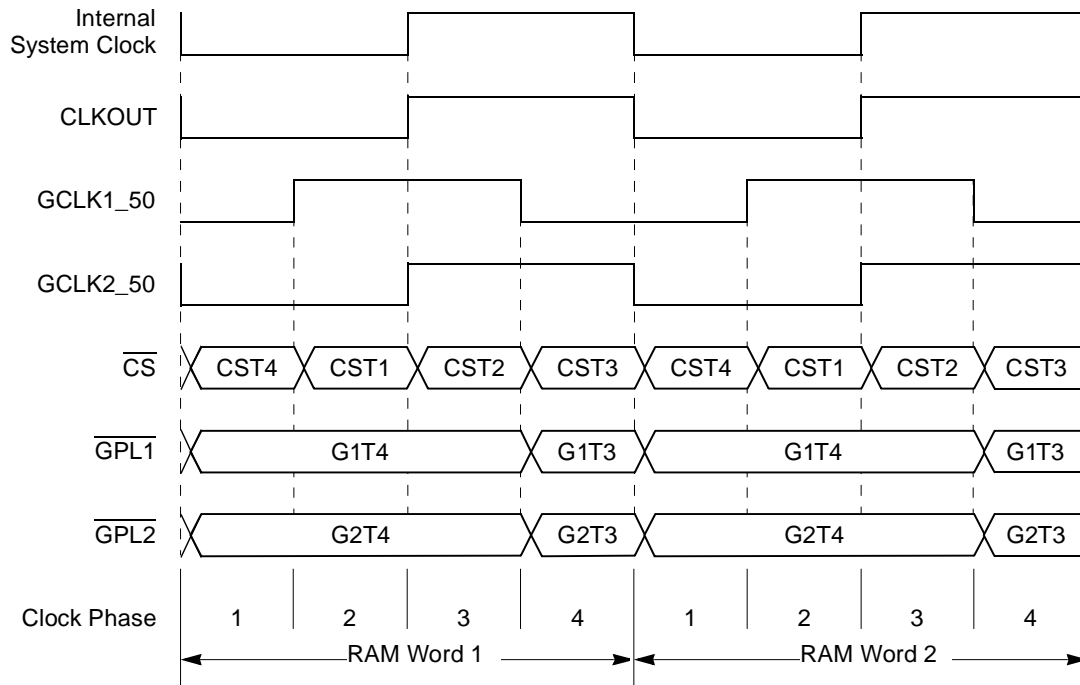 Internal
System Clock
CLKOUT
GCLK1_50
GCLK2_50
CS CST4 CST1 CST2 CST3 CST4 CST1 CST2 CST3
GPL1 G1T4 G1T3 G1T4 G1T3
GPL2 G2T4 G2T3 G2T4 G2T3
Clock Phase 1 2 3 4 1 2 3 4
RAM Word 1 RAM Word 2